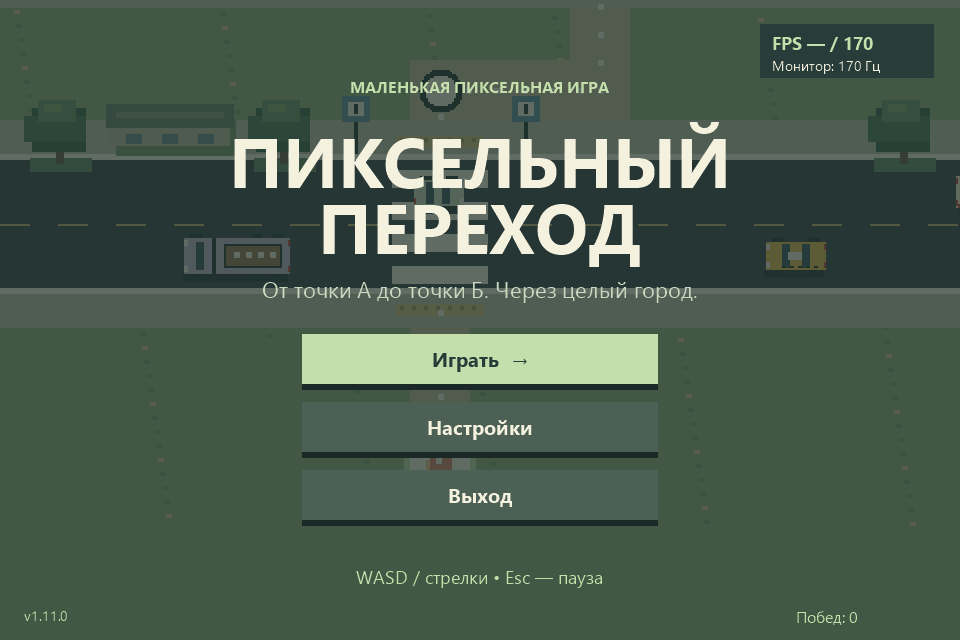 FPS — / 170
Монитор: 170 Гц
МАЛЕНЬКАЯ ПИКСЕЛЬНАЯ ИГРА
ПИКСЕЛЬНЫЙ
ПЕРЕХОД
От точки А до точки Б. Через целый город.
Играть →
Настройки
Выход
WASD / стрелки • Esc — пауза
v1.11.0
Побед: 0